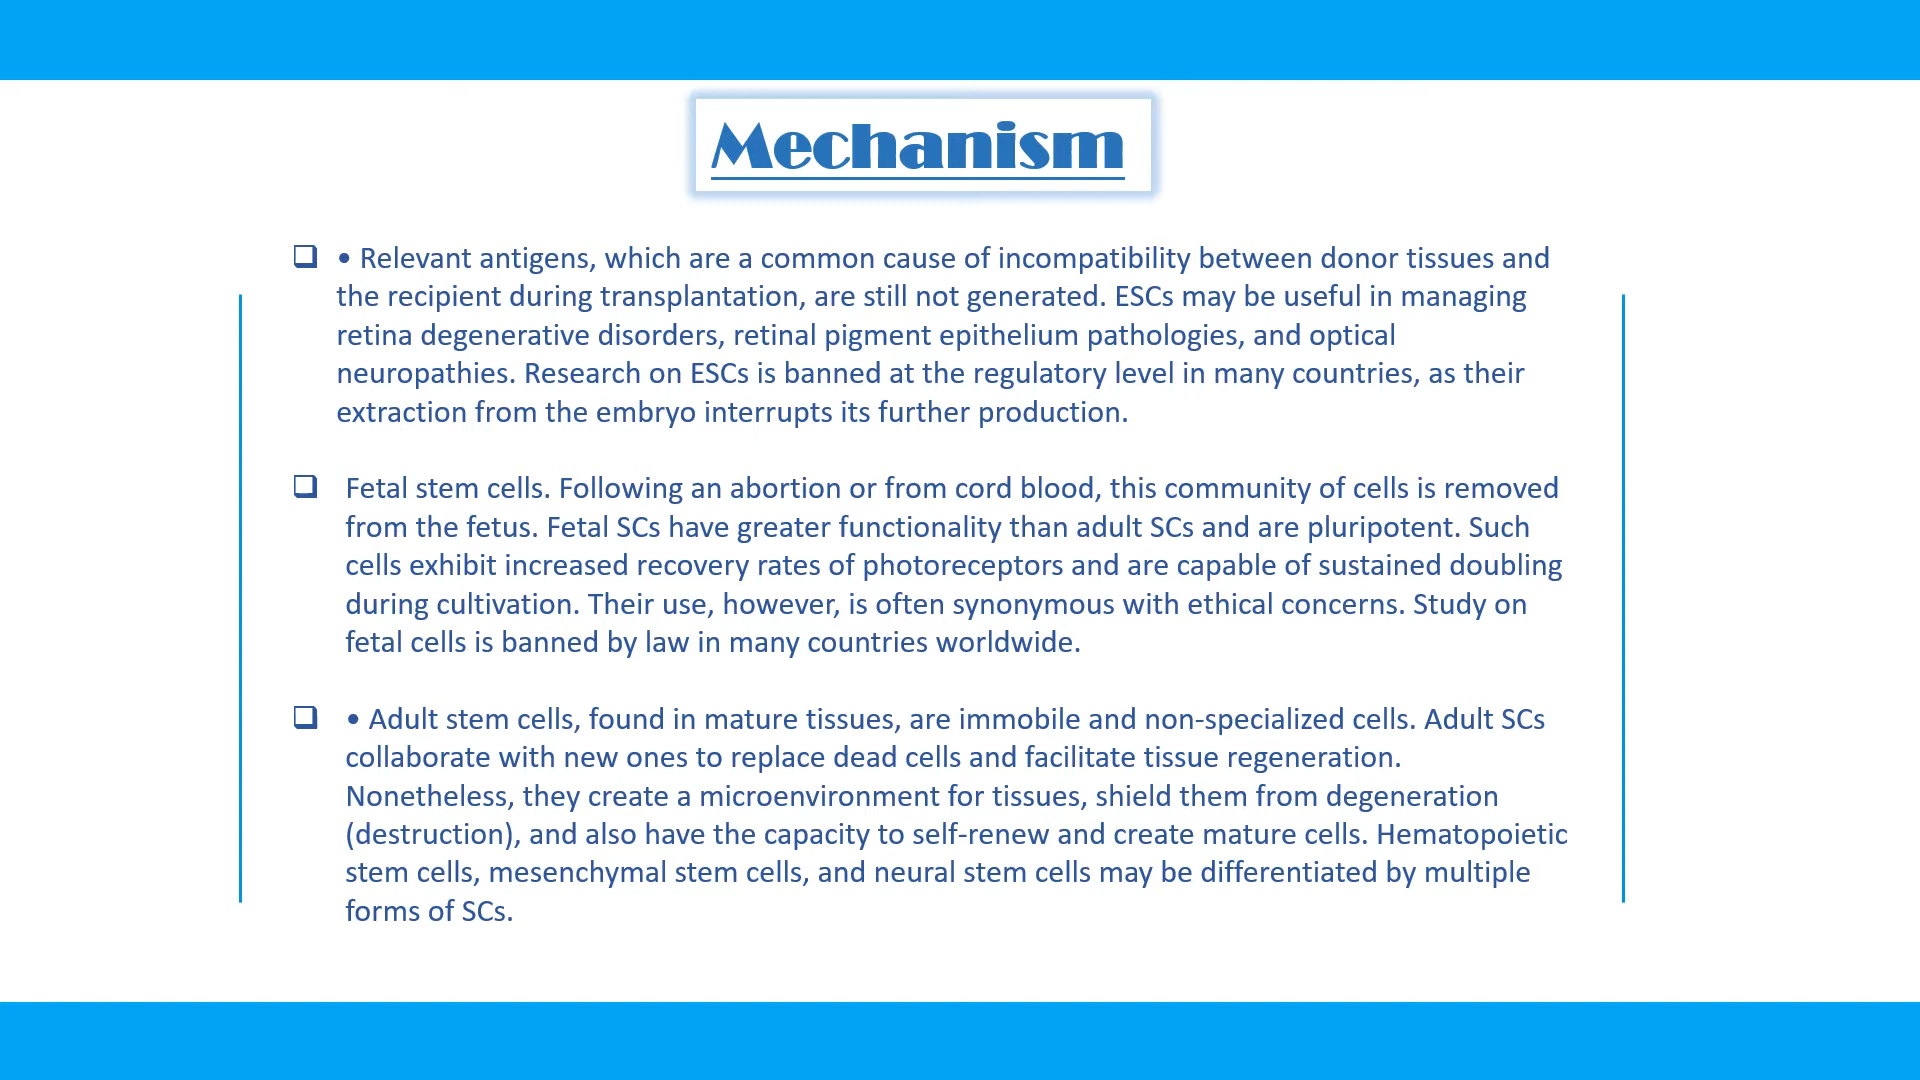 Mechanism
❑ • Relevant antigens, which are a common cause of incompatibility between donor tissues and
the recipient during transplantation, are still not generated. ESCs may be useful in managing
retina degenerative disorders, retinal pigment epithelium pathologies, and optical
neuropathies. Research on ESCs is banned at the regulatory level in many countries, as their
extraction from the embryo interrupts its further production.
❑ Fetal stem cells. Following an abortion or from cord blood, this community of cells is removed
from the fetus. Fetal SCs have greater functionality than adult SCs and are pluripotent. Such
cells exhibit increased recovery rates of photoreceptors and are capable of sustained doubling
during cultivation. Their use, however, is often synonymous with ethical concerns. Study on
fetal cells is banned by law in many countries worldwide.
❑ • Adult stem cells, found in mature tissues, are immobile and non-specialized cells. Adult SCs
collaborate with new ones to replace dead cells and facilitate tissue regeneration.
Nonetheless, they create a microenvironment for tissues, shield them from degeneration
(destruction), and also have the capacity to self-renew and create mature cells. Hematopoietic
stem cells, mesenchymal stem cells, and neural stem cells may be differentiated by multiple
forms of SCs.